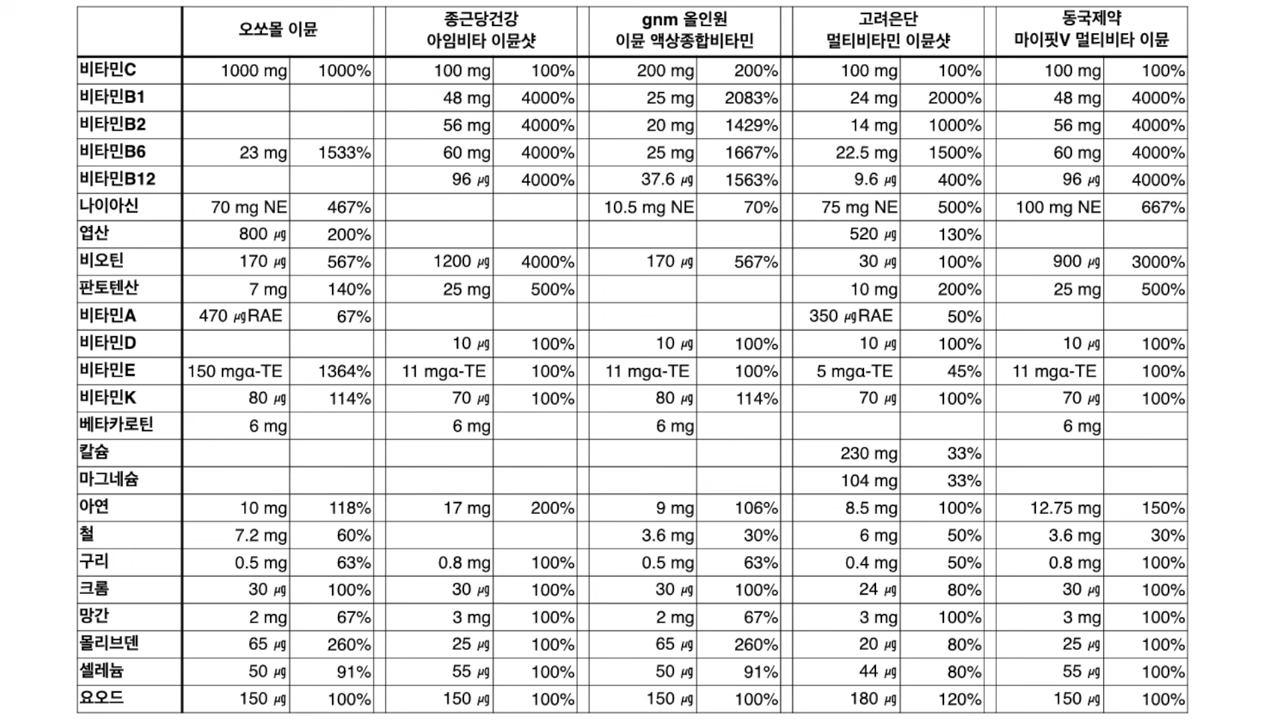 오쏘몰 이뮨 종근당건강 아임비타 이뮨샷 gnm 올인원 이뮨 액상종합비타민 고려은단 멀티비타민 이뮨샷 동국제약 마이핏V 멀티비타 이뮨
비타민C 1000 mg 1000% 100 mg 100% 200 mg 200% 100 mg 100% 100 mg 100%
비타민B1 48 mg 4000% 25 mg 2083% 24 mg 2000% 48 mg 4000%
비타민B2 56 mg 4000% 20 mg 1429% 14 mg 1000% 56 mg 4000%
비타민B6 23 mg 1533% 60 mg 4000% 25 mg 1667% 22.5 mg 1500% 60 mg 4000%
비타민B12 96 ㎍ 4000% 37.6 ㎍ 1563% 9.6 ㎍ 400% 96 ㎍ 4000%
나이아신 70 mg NE 467% 10.5 mg NE 70% 75 mg NE 500% 100 mg NE 667%
엽산 800 ㎍ 200% 520 ㎍ 130%
비오틴 170 ㎍ 567% 1200 ㎍ 4000% 170 ㎍ 567% 30 ㎍ 100% 900 ㎍ 3000%
판토텐산 7 mg 140% 25 mg 500% 10 mg 200% 25 mg 500%
비타민A 470 ㎍RAE 67% 350 ㎍RAE 50%
비타민D 10 ㎍ 100% 10 ㎍ 100% 10 ㎍ 100% 10 ㎍ 100%
비타민E 150 mgα-TE 1364% 11 mgα-TE 100% 11 mgα-TE 100% 5 mgα-TE 45% 11 mgα-TE 100%
비타민K 80 ㎍ 114% 70 ㎍ 100% 80 ㎍ 114% 70 ㎍ 100% 70 ㎍ 100%
베타카로틴 6 mg 6 mg 6 mg 6 mg
칼슘 230 mg 33%
마그네슘 104 mg 33%
아연 10 mg 118% 17 mg 200% 9 mg 106% 8.5 mg 100% 12.75 mg 150%
철 7.2 mg 60% 3.6 mg 30% 6 mg 50% 3.6 mg 30%
구리 0.5 mg 63% 0.8 mg 100% 0.5 mg 63% 0.4 mg 50% 0.8 mg 100%
크롬 30 ㎍ 100% 30 ㎍ 100% 30 ㎍ 100% 24 ㎍ 80% 30 ㎍ 100%
망간 2 mg 67% 3 mg 100% 2 mg 67% 3 mg 100% 3 mg 100%
몰리브덴 65 ㎍ 260% 25 ㎍ 100% 65 ㎍ 260% 20 ㎍ 80% 25 ㎍ 100%
셀레늄 50 ㎍ 91% 55 ㎍ 100% 50 ㎍ 91% 44 ㎍ 80% 55 ㎍ 100%
요오드 150 ㎍ 100% 150 ㎍ 100% 150 ㎍ 100% 180 ㎍ 120% 150 ㎍ 100%